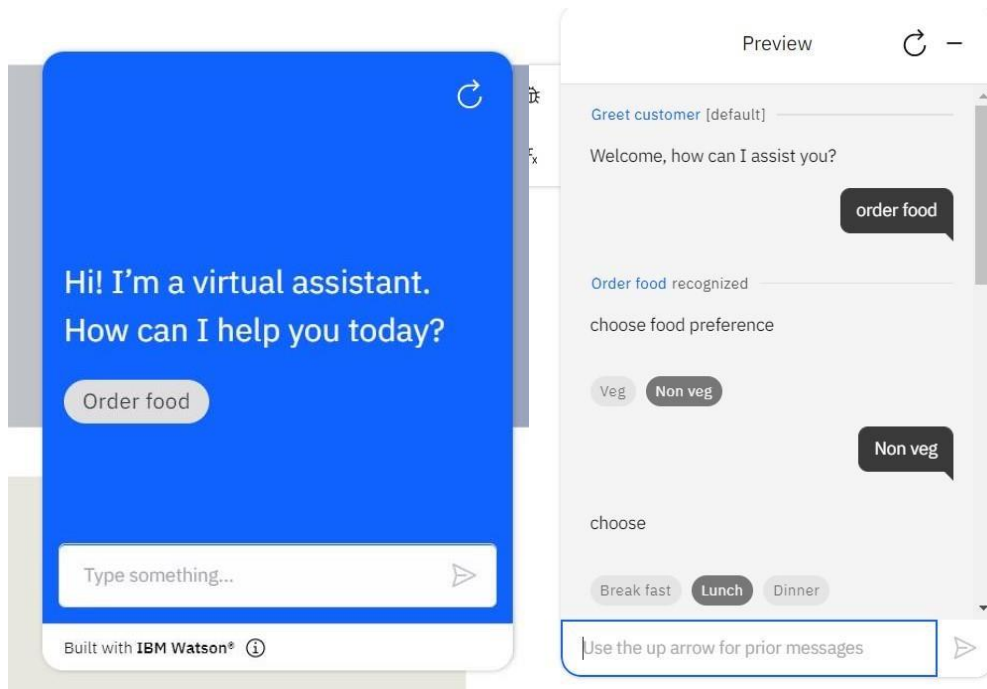 Hi! I'm a virtual assistant.
How can I help you today?
Order food
Type something...
Built with IBM Watson®
Preview
Greet customer [default]
Welcome, how can I assist you?
order food
Order food recognized
choose food preference
Veg Non veg
Non veg
choose
Break fast Lunch Dinner
Use the up arrow for prior messages